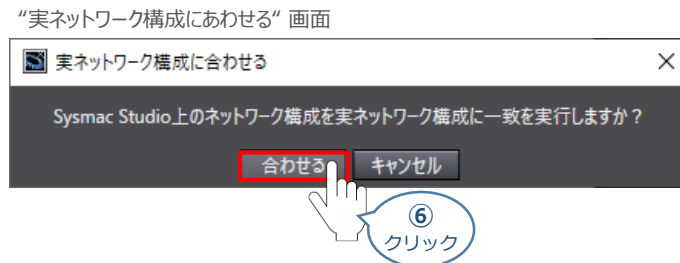 “実ネットワーク構成にあわせる“ 画面
実ネットワーク構成に合わせる
Sysmac Studio上のネットワーク構成を実ネットワーク構成に一致を実行しますか？
合わせる キャンセル
⑥
クリック